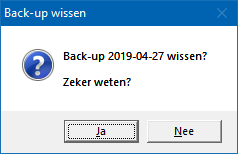 Back-up wissen
Back-up 2019-04-27 wissen?
Zeker weten?
Ja
Nee